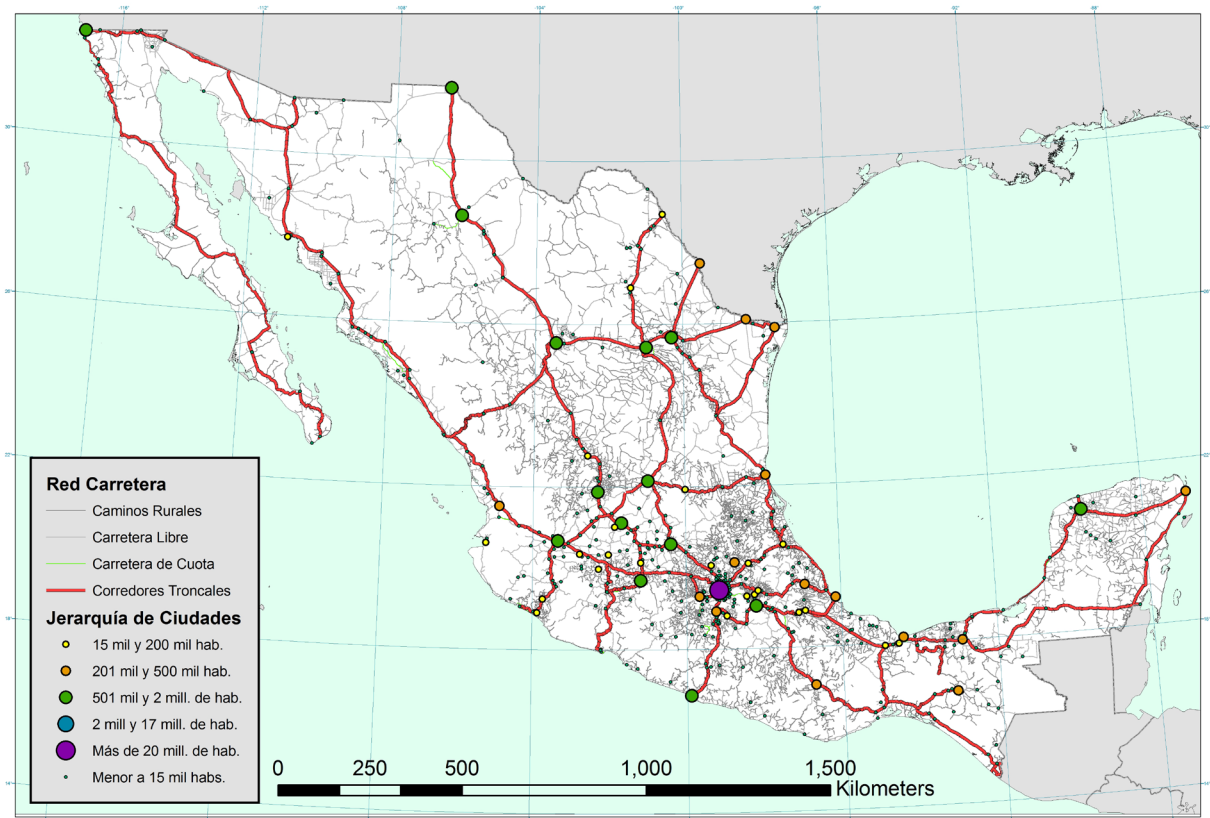 Red Carretera
Caminos Rurales
Carretera Libre
Carretera de Cuota
Corredores Troncales
Jerarquía de Ciudades
15 mil y 200 mil hab.
201 mil y 500 mil hab.
501 mil y 2 mill. de hab.
2 mill y 17 mill. de hab.
Más de 20 mill. de hab.
Menor a 15 mil habs.
0 250 500 1,000 1,500
Kilometers